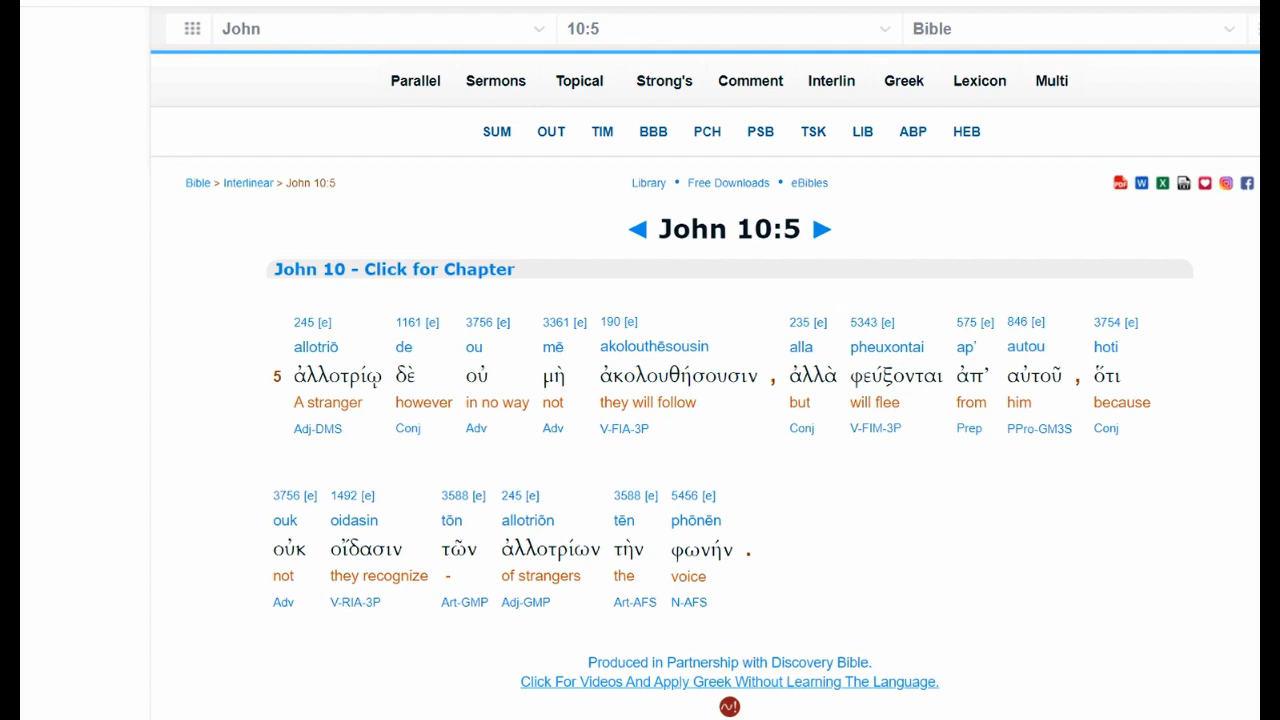 John 10:5 Bible
Parallel Sermons Topical Strong's Comment Interlin Greek Lexicon Multi
SUM OUT TIM BBB PCH PSB TSK LIB ABP HEB
Bible > Interlinear > John 10:5 Library • Free Downloads • eBibles
◄ John 10:5 ►
John 10 - Click for Chapter
245 [e] 1161 [e] 3756 [e] 3361 [e] 190 [e] 235 [e] 5343 [e] 575 [e] 846 [e] 3754 [e]
allotriō de ou mē akolouthēsousin alla pheuxontai ap’ autou hoti
5 ἀλλοτρίῳ δὲ οὐ μὴ ἀκολουθήσουσιν , ἀλλὰ φεύξονται ἀπ’ αὐτοῦ , ὅτι
A stranger however in no way not they will follow but will flee from him because
Adj-DMS Conj Adv Adv V-FIA-3P Conj V-FIM-3P Prep PPro-GM3S Conj
3756 [e] 1492 [e] 3588 [e] 245 [e] 3588 [e] 5456 [e]
ouk oidasin tōn allotriōn tēn phōnēn
οὐκ οἴδασιν τῶν ἀλλοτρίων τὴν φωνήν .
not they recognize - of strangers the voice
Adv V-RIA-3P Art-GMP Adj-GMP Art-AFS N-AFS
Produced in Partnership with Discovery Bible.
Click For Videos And Apply Greek Without Learning The Language.